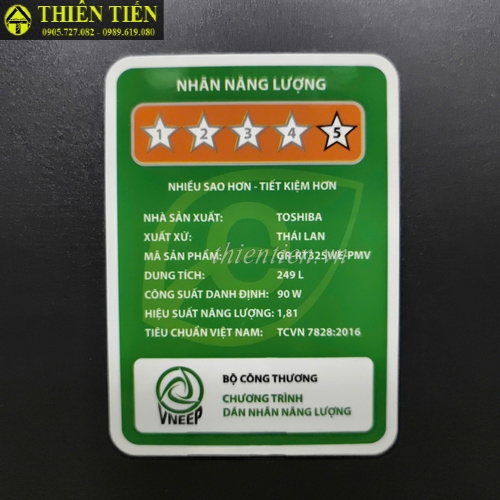 THIÊN TIẾN
0905.727.082 - 0989.619.080
NHÃN NĂNG LƯỢNG
1 2 3 4 5
NHIỀU SAO HƠN - TIẾT KIỆM HƠN
NHÀ SẢN XUẤT: TOSHIBA
XUẤT XỨ: THÁI LAN
MÃ SẢN PHẨM: GR-RT325WE-PMV
thientien.vn
DUNG TÍCH: 249 L
CÔNG SUẤT DANH ĐỊNH: 90 W
HIỆU SUẤT NĂNG LƯỢNG: 1,81
TIÊU CHUẨN VIỆT NAM: TCVN 7828:2016
VNEEP
BỘ CÔNG THƯƠNG
CHƯƠNG TRÌNH
DÁN NHÃN NĂNG LƯỢNG